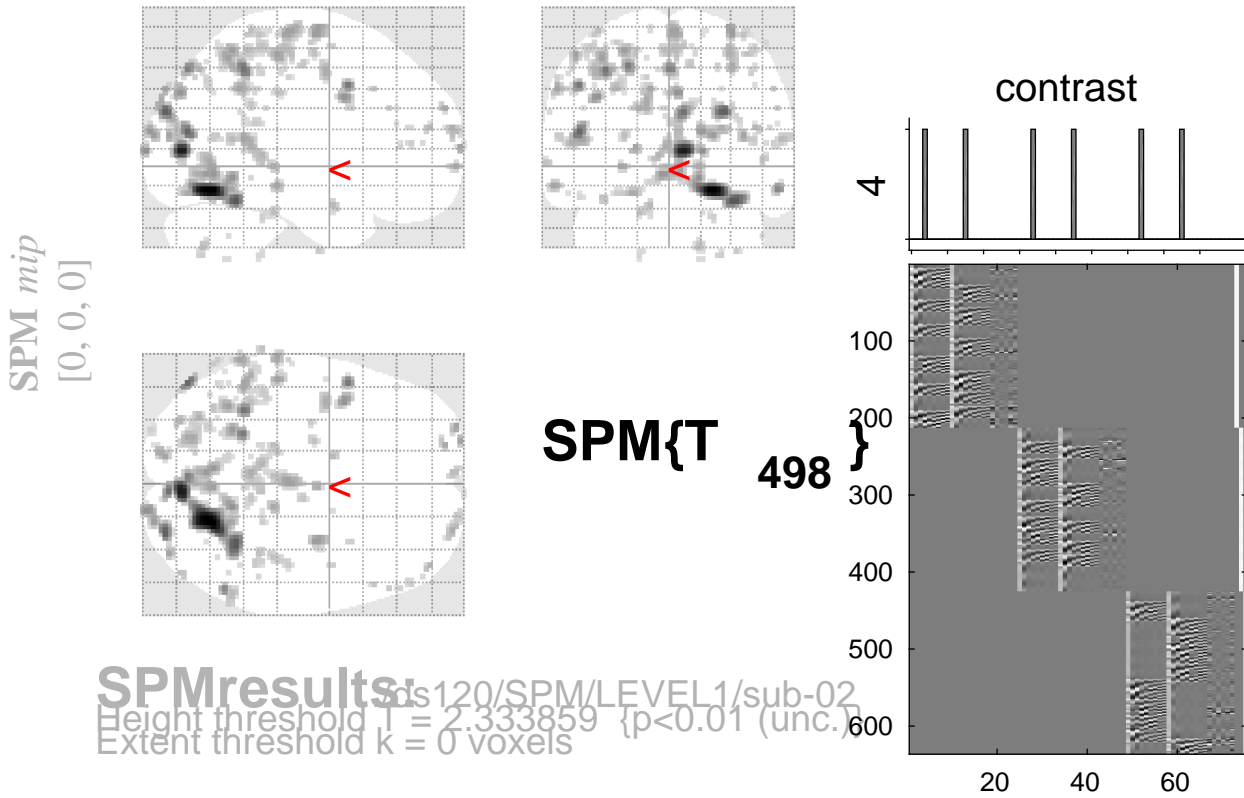 SPM mip
[0, 0, 0]
<
<
<
SPM{T498}
SPMresults: /ds120/SPM/LEVEL1/sub-02
Height threshold T = 2.333859 {p<0.01 (unc.)}
Extent threshold k = 0 voxels
contrast
4
100
200
300
400
500
600
20 40 60